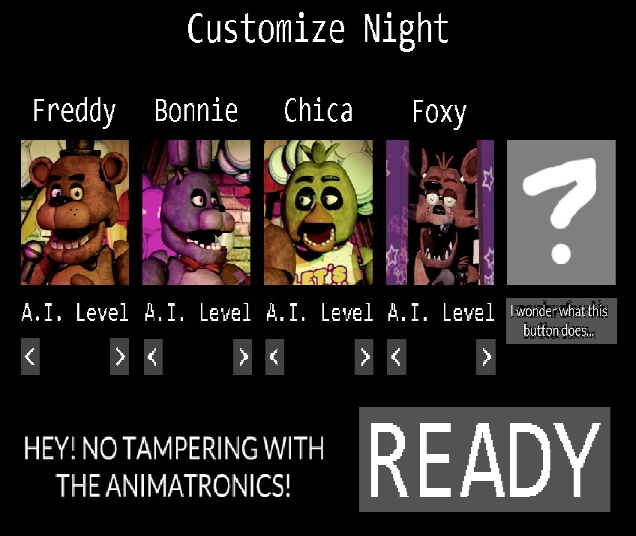 Customize Night
Freddy Bonnie Chica Foxy
LET'S
?
A.I. Level A.I. Level A.I. Level A.I. Level
I wonder what this
button does...
< > < > < > < >
HEY! NO TAMPERING WITH
THE ANIMATRONICS!
READY